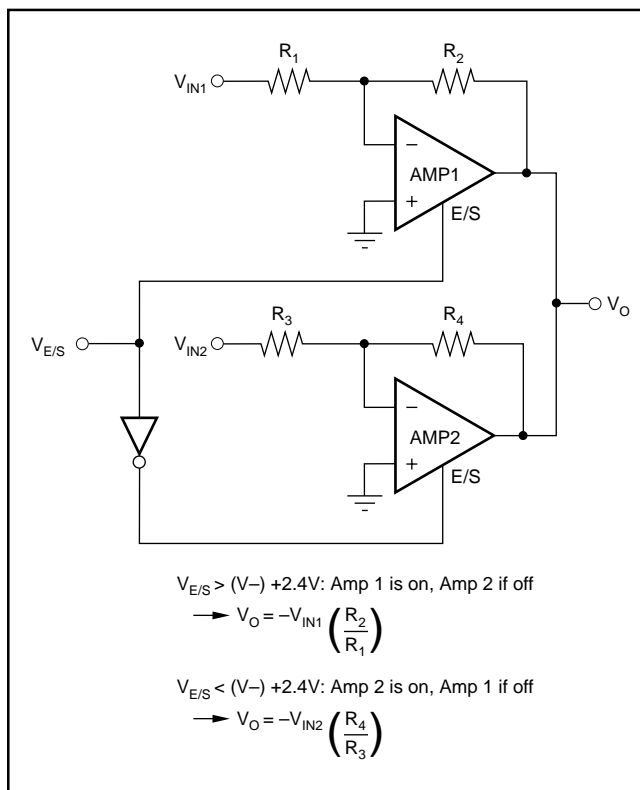 R1
R2
VIN1
−
AMP1
+
E/S
VO
R3
R4
VE/S
VIN2
−
AMP2
+
E/S
VE/S > (V–) +2.4V: Amp 1 is on, Amp 2 if off
→ VO = –VIN1 (R2/R1)
VE/S < (V–) +2.4V: Amp 2 is on, Amp 1 if off
→ VO = –VIN2 (R4/R3)